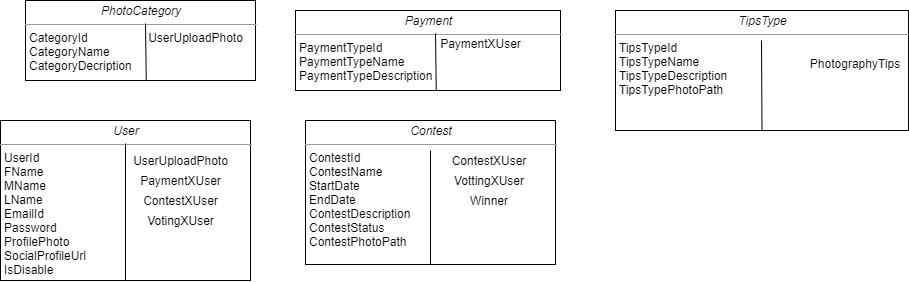 PhotoCategory
CategoryId
CategoryName
CategoryDecription
UserUploadPhoto
Payment
PaymentTypeId
PaymentTypeName
PaymentTypeDescription
PaymentXUser
TipsType
TipsTypeId
TipsTypeName
TipsTypeDescription
TipsTypePhotoPath
PhotographyTips
User
UserId
FName
MName
LName
EmailId
Password
ProfilePhoto
SocialProfileUrl
IsDisable
UserUploadPhoto
PaymXUser
ContestXUser
VotingXUser
Contest
ContestId
ContestName
StartDate
EndDate
ContestDescription
ContestStatus
ContestPhotoPath
ContestXUser
VottingXUser
Winner